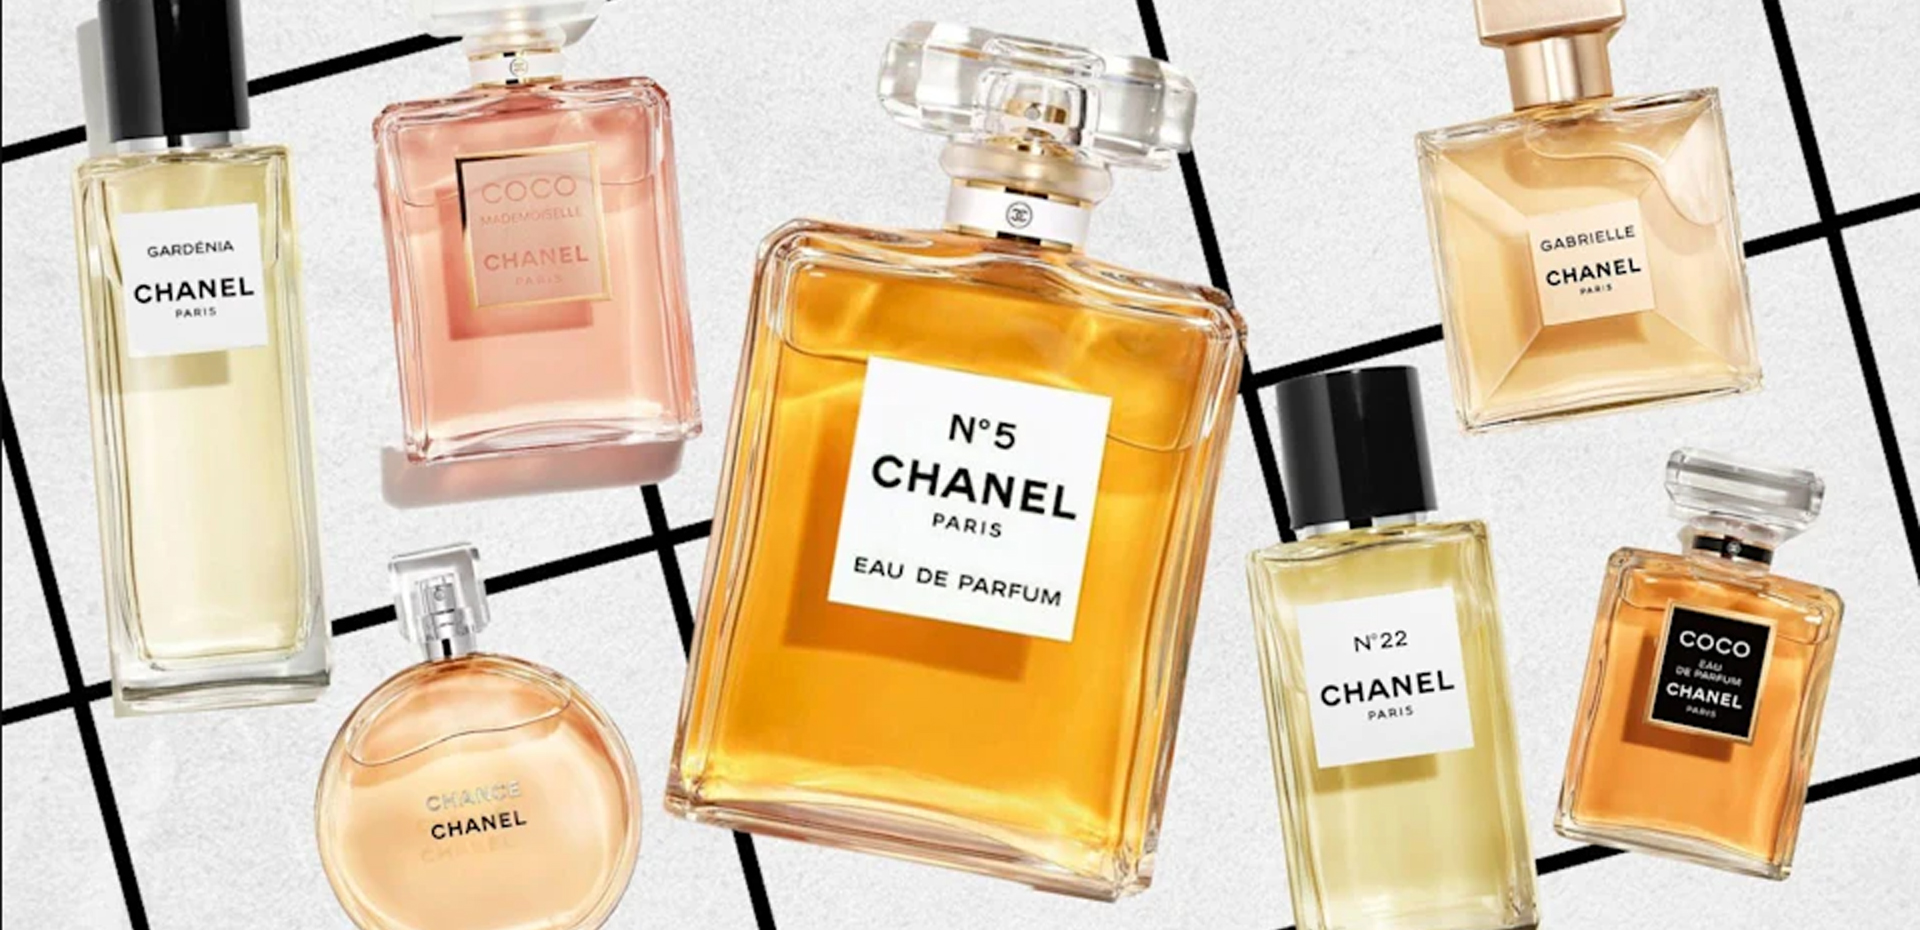 GARDÉNIA
CHANEL
PARIS
COCO
MADEMOISELLE
CHANEL
PARIS
CHANCE
CHANEL
N°5
CHANEL
PARIS
EAU DE PARFUM
GABRIELLE
CHANEL
PARIS
N°22
CHANEL
PARIS
COCO
EAU
DE PARFUM
CHANEL
PARIS